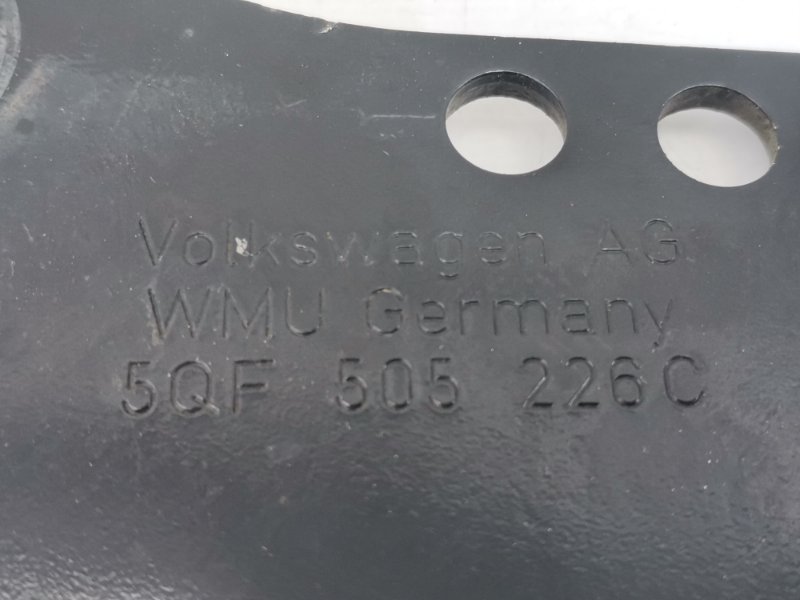 Volkswagen AG
WMU Germany
5QF 505 226C